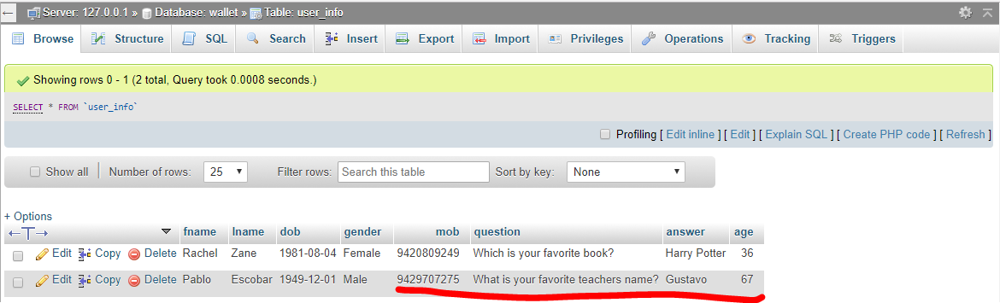 Server: 127.0.0.1 » Database: wallet » Table: user_info
Browse Structure SQL Search Insert Export Import Privileges Operations Tracking Triggers
Showing rows 0 - 1 (2 total, Query took 0.0008 seconds.)
SELECT * FROM `user_info`
Profiling [ Edit inline ] [ Edit ] [ Explain SQL ] [ Create PHP code ] [ Refresh ]
Show all Number of rows: 25 Filter rows: Search this table Sort by key: None
+ Options
fname lname dob gender mob question answer age
Edit Copy Delete Rachel Zane 1981-08-04 Female 9420809249 Which is your favorite book? Harry Potter 36
Edit Copy Delete Pablo Escobar 1949-12-01 Male 9429707275 What is your favorite teachers name? Gustavo 67